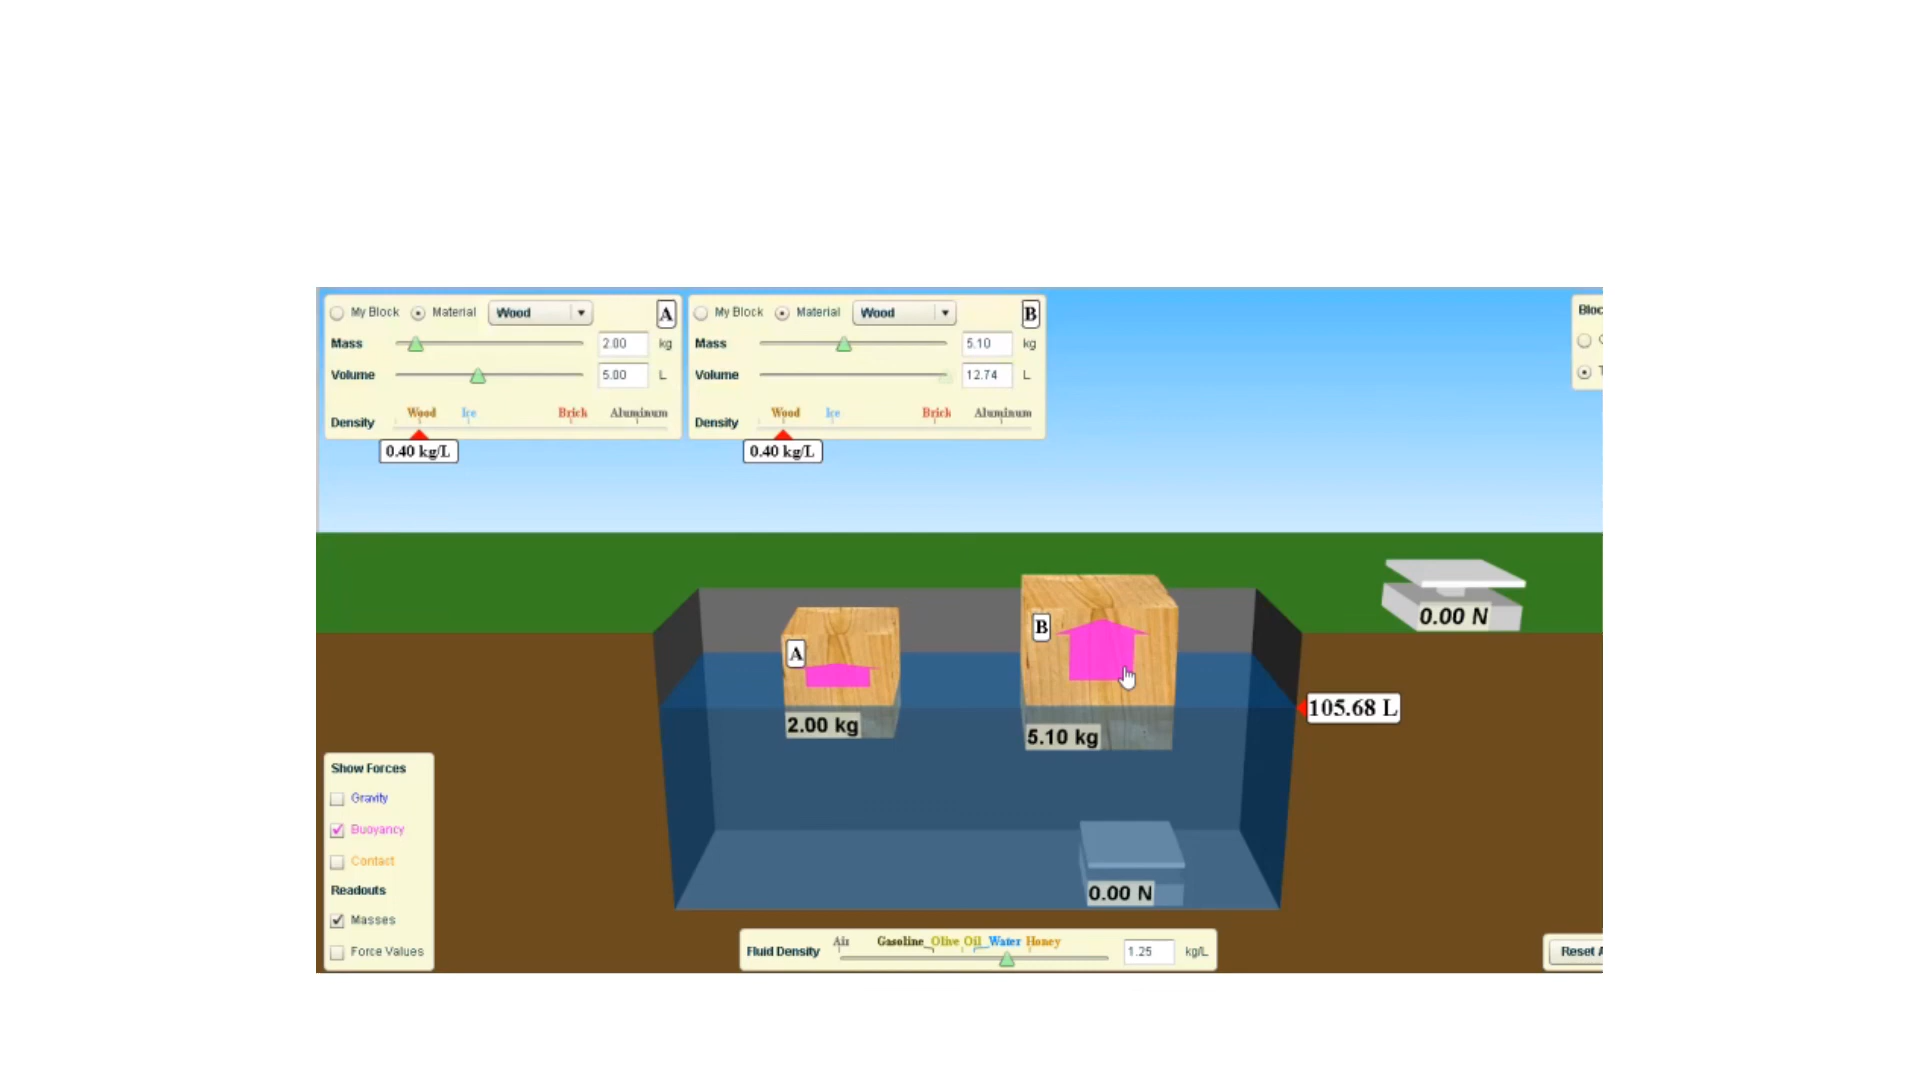 My Block Material Wood A
Mass 2.00 kg
Volume 5.00 L
Wood Ice Brick Aluminum
Density
0.40 kg/L
My Block Material Wood B
Mass 5.10 kg
Volume 12.74 L
Wood Ice Brick Aluminum
Density
0.40 kg/L
Bloc
0.00 N
B
A
105.68 L
2.00 kg
5.10 kg
Show Forces
Gravity
Buoyancy
Contact
Readouts
Masses
Force Values
0.00 N
Air Gasoline Olive Oil Water Honey
Fluid Density 1.25 kg/L
Reset